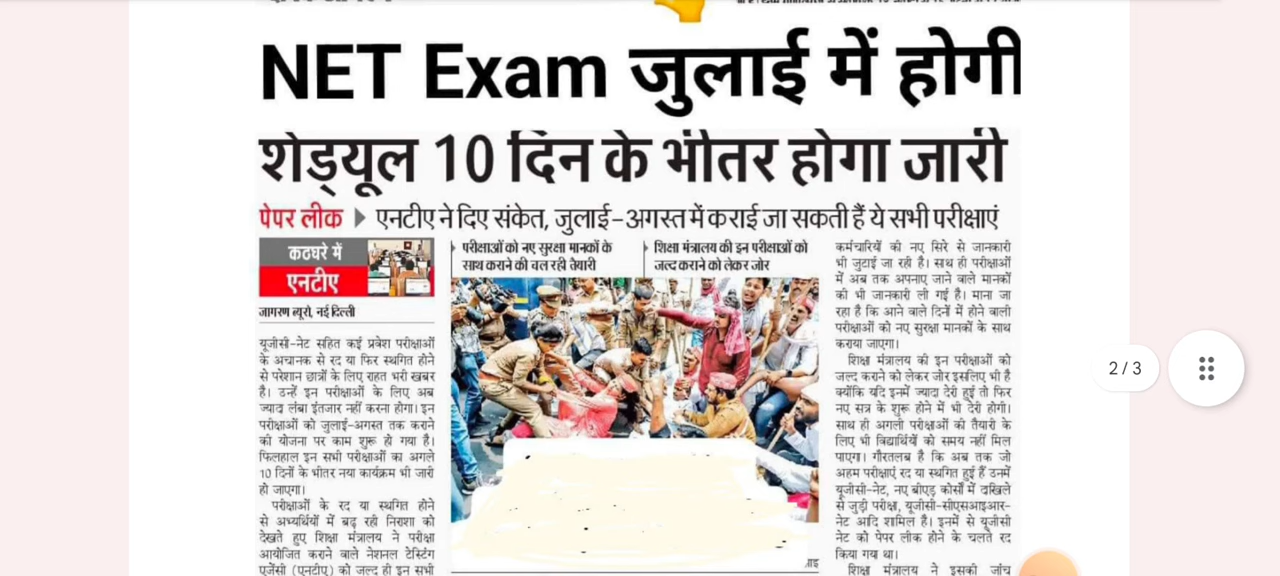 NET Exam जुलाई में होगी
शेड्यूल 10 दिन के भीतर होगा जारी
पेपर लीक ▶ एनटीए ने दिए संकेत, जुलाई-अगस्त में कराई जा सकती हैं ये सभी परीक्षाएं
कठघरे में
एनटीए
जागरण ब्यूरो, नई दिल्ली
यूजीसी-नेट सहित कई प्रवेश परीक्षाओं
के अचानक से रद या फिर स्थगित होने
से परेशान छात्रों के लिए राहत भरी खबर
है। उन्हें इन परीक्षाओं के लिए अब
ज्यादा लंबा इंतजार नहीं करना होगा। इन
परीक्षाओं को जुलाई-अगस्त तक कराने
की योजना पर काम शुरू हो गया है।
फिलहाल इन सभी परीक्षाओं का अगले
10 दिनों के भीतर नया कार्यक्रम भी जारी
हो जाएगा।
परीक्षाओं के रद या स्थगित होने
से अभ्यर्थियों में बढ़ रही निराशा को
देखते हुए शिक्षा मंत्रालय ने परीक्षा
आयोजित कराने वाले नेशनल टेस्टिंग
एजेंसी (एनटीए) को जल्द ही इन सभी
परीक्षाओं को नए सुरक्षा मानकों के
साथ कराने की चल रही तैयारी
शिक्षा मंत्रालय की इन परीक्षाओं को
जल्द कराने को लेकर जोर
कर्मचारियों की नए सिरे से जानकारी
भी जुटाई जा रही है। साथ ही परीक्षाओं
में अब तक अपनाए जाने वाले मानकों
की भी जानकारी ली गई है। माना जा
रहा है कि आने वाले दिनों में होने वाली
परीक्षाओं को नए सुरक्षा मानकों के साथ
कराया जाएगा।
शिक्षा मंत्रालय की इन परीक्षाओं को
जल्द कराने को लेकर जोर इसलिए भी है
क्योंकि यदि इनमें ज्यादा देरी हुई तो फिर
नए सत्र के शुरू होने में भी देरी होगी।
साथ ही अगली परीक्षाओं की तैयारी के
लिए भी विद्यार्थियों को समय नहीं मिल
पाएगा। गौरतलब है कि अब तक जो
अहम परीक्षाएं रद या स्थगित हुई हैं उनमें
यूजीसी-नेट, नए बीएड कोर्सों में दाखिले
से जुड़ी परीक्षा, यूजीसी-सीएसआइआर-
नेट आदि शामिल है। इनमें से यूजीसी
नेट को पेपर लीक होने के चलते रद
किया गया था।
शिक्षा मंत्रालय ने इसकी जांच
2 / 3